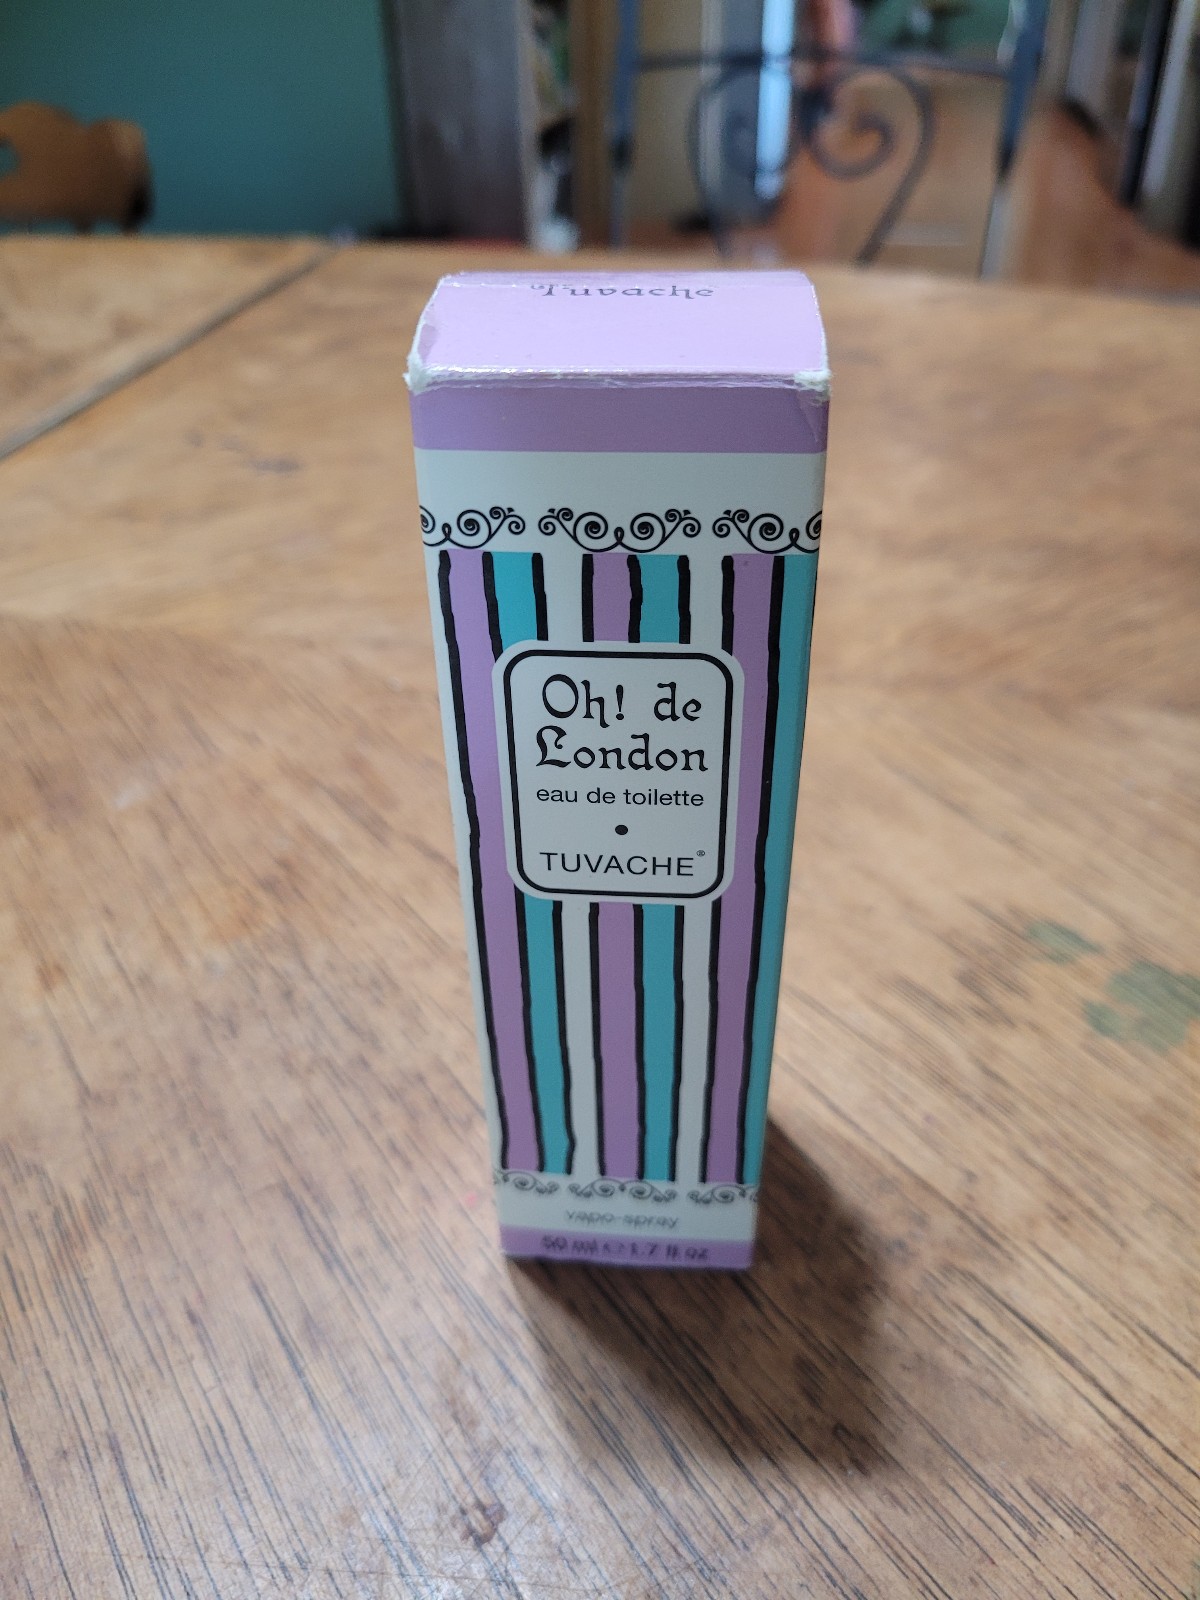 Tuvache
Oh! de
London
eau de toilette
•
TUVACHE®
vapo-spray
50 ml e 1.7 fl oz